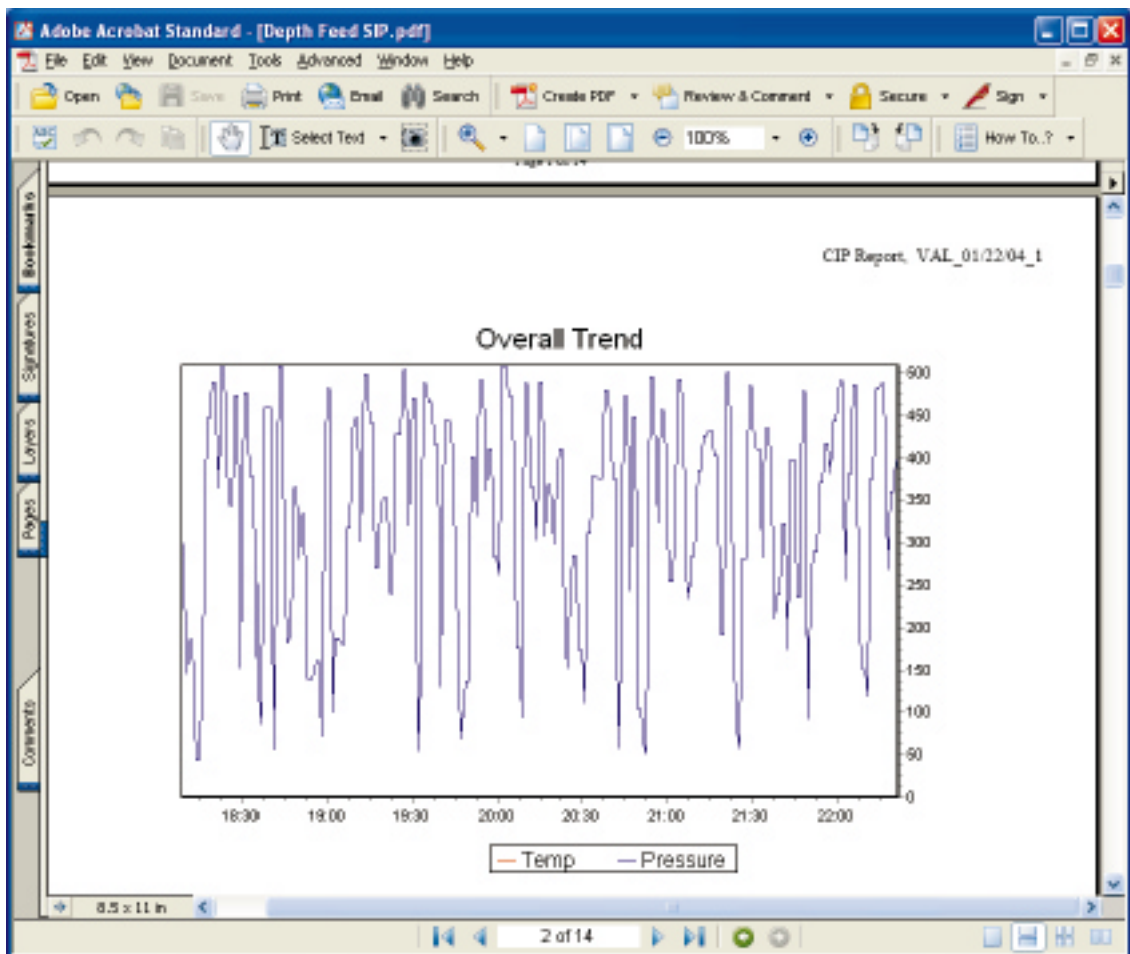 Adobe Acrobat Standard - [Depth Feed SIP.pdf]
File Edit View Document Tools Advanced Window Help
Open Save Print Email Search Create PDF Review & Comment Secure Sign
Select Text 100% How To..?
Page 1 of 14
Bookmarks
Signatures
Layers
Pages
Comments
CIP Report, VAL_01/22/04_1
Overall Trend
500
450
400
350
300
250
200
150
100
50
0
18:30 19:00 19:30 20:00 20:30 21:00 21:30 22:00
Temp Pressure
8.5 x 11 in
2 of 14